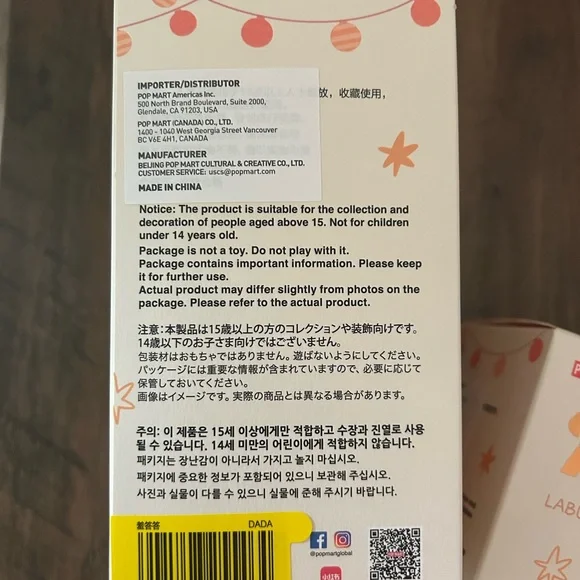 放，收藏使用，
IMPORTER/DISTRIBUTOR
POP MART Americas Inc.
500 North Brand Boulevard, Suite 2000,
Glendale, CA 91203, USA
POP MART (CANADA) CO., LTD.
1400 - 1040 West Georgia Street Vancouver
BC V6E 4H1, CANADA
MANUFACTURER
BEIJING POP MART CULTURAL & CREATIVE CO., LTD.
CUSTOMER SERVICE: uscs@popmart.com
MADE IN CHINA
Notice: The product is suitable for the collection and
decoration of people aged above 15. Not for children
under 14 years old.
Package is not a toy. Do not play with it.
Package contains important information. Please keep
it for further use.
Actual product may differ slightly from photos on the
package. Please refer to the actual product.
注意：本製品は15歳以上の方のコレクションや装飾向けです。
14歳以下のお子さま向けではございません。
包装材はおもちゃではありません。遊ばないようにしてください。
パッケージには重要な情報が含まれていますので、必要に応じて
保管しておいてください。
画像はイメージです。実際の商品とは異なる場合があります。
주의: 이 제품은 15세 이상에게만 적합하고 수장과 진열로 사용
될 수 있습니다. 14세 미만의 어린이에게 적합하지 않습니다.
패키지는 장난감이 아니라서 가지고 놀지 마십시오.
패키지에 중요한 정보가 포함되어 있으니 보관해 주십시오.
사진과 실물이 다를 수 있으니 실물에 준해 주시기 바랍니다.
戴答答 DADA
@popmartglobal
小红书
LABU